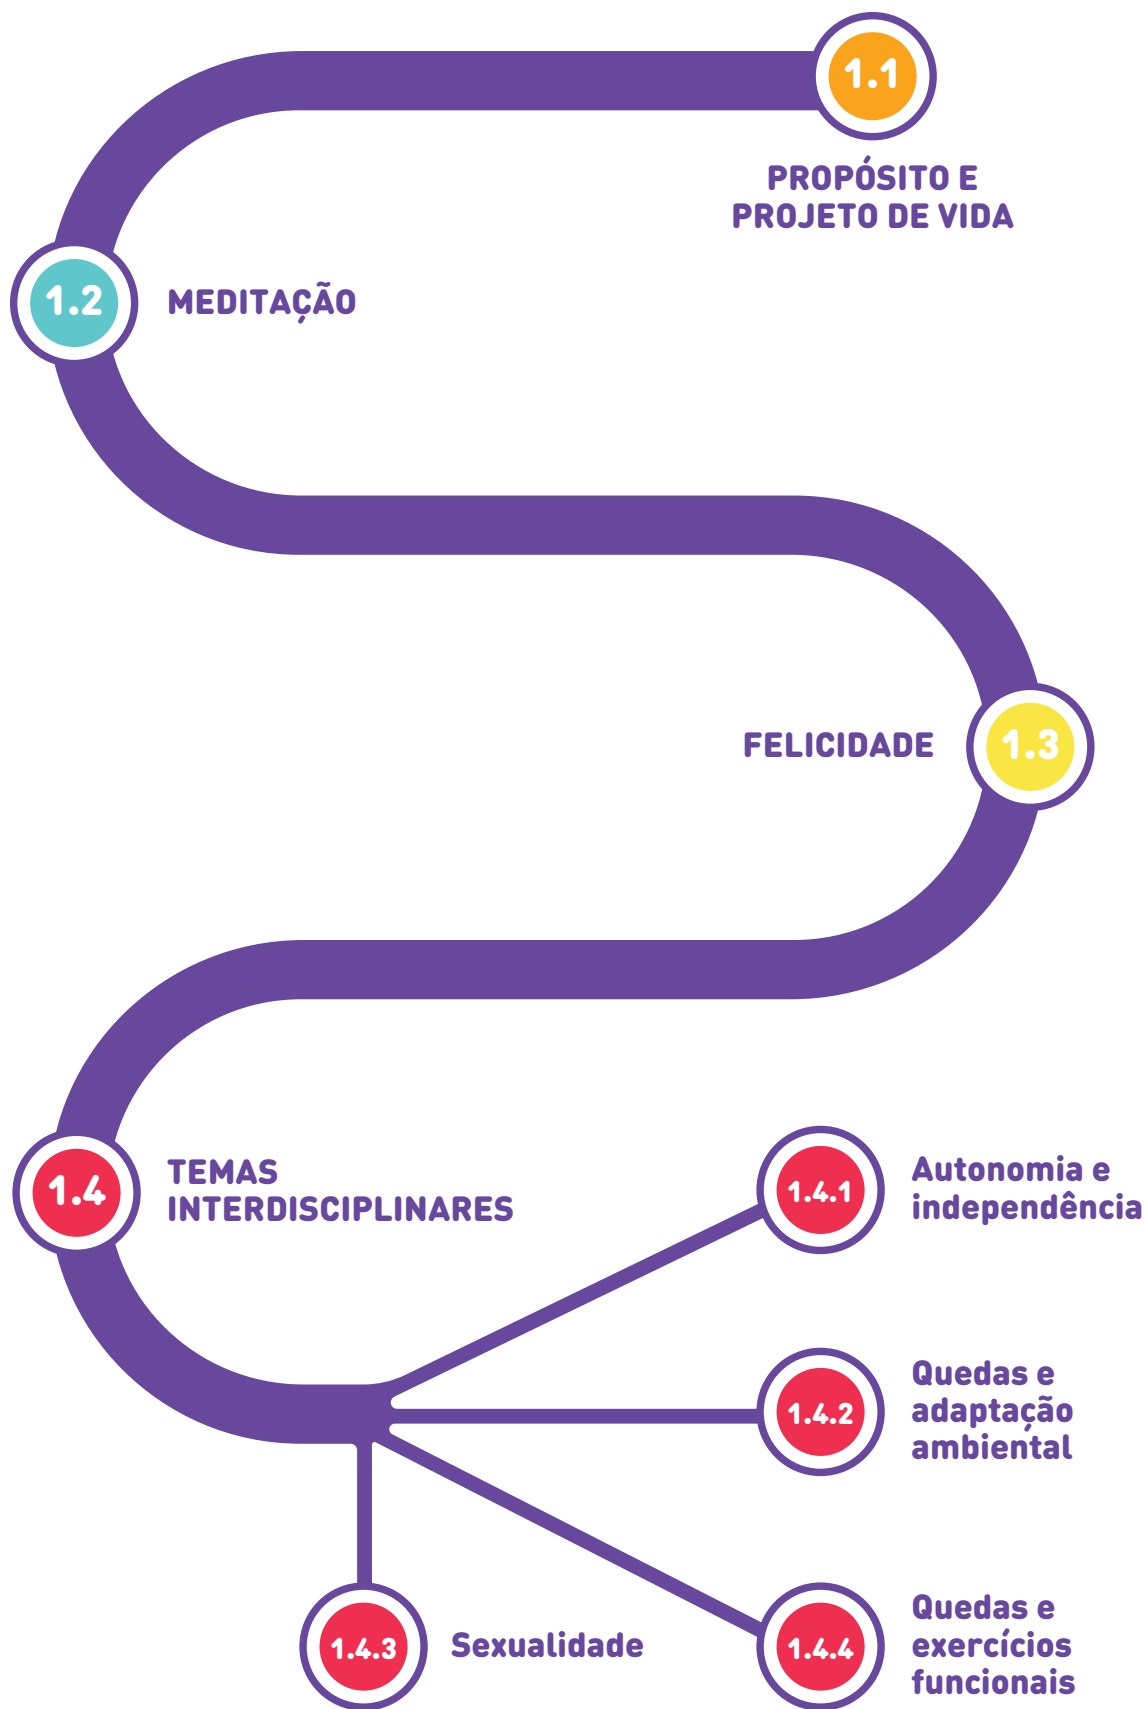 1.1
PROPÓSITO E
PROJETO DE VIDA
1.2
MEDITAÇÃO
FELICIDADE
1.3
1.4
TEMAS
INTERDISCIPLINARES
1.4.1
Autonomia e
independência
1.4.2
Quedas e
adaptação
ambiental
1.4.3
Sexualidade
1.4.4
Quedas e
exercícios
funcionais